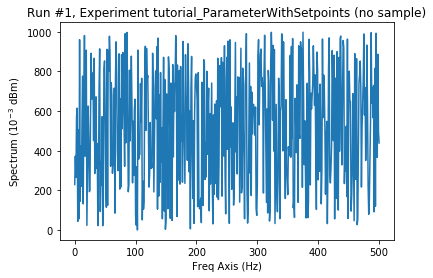 Run #1, Experiment tutorial_ParameterWithSetpoints (no sample)
1000
800
600
400
200
0
Spectrum (10⁻³ dBm)
0 100 200 300 400 500
Freq Axis (Hz)